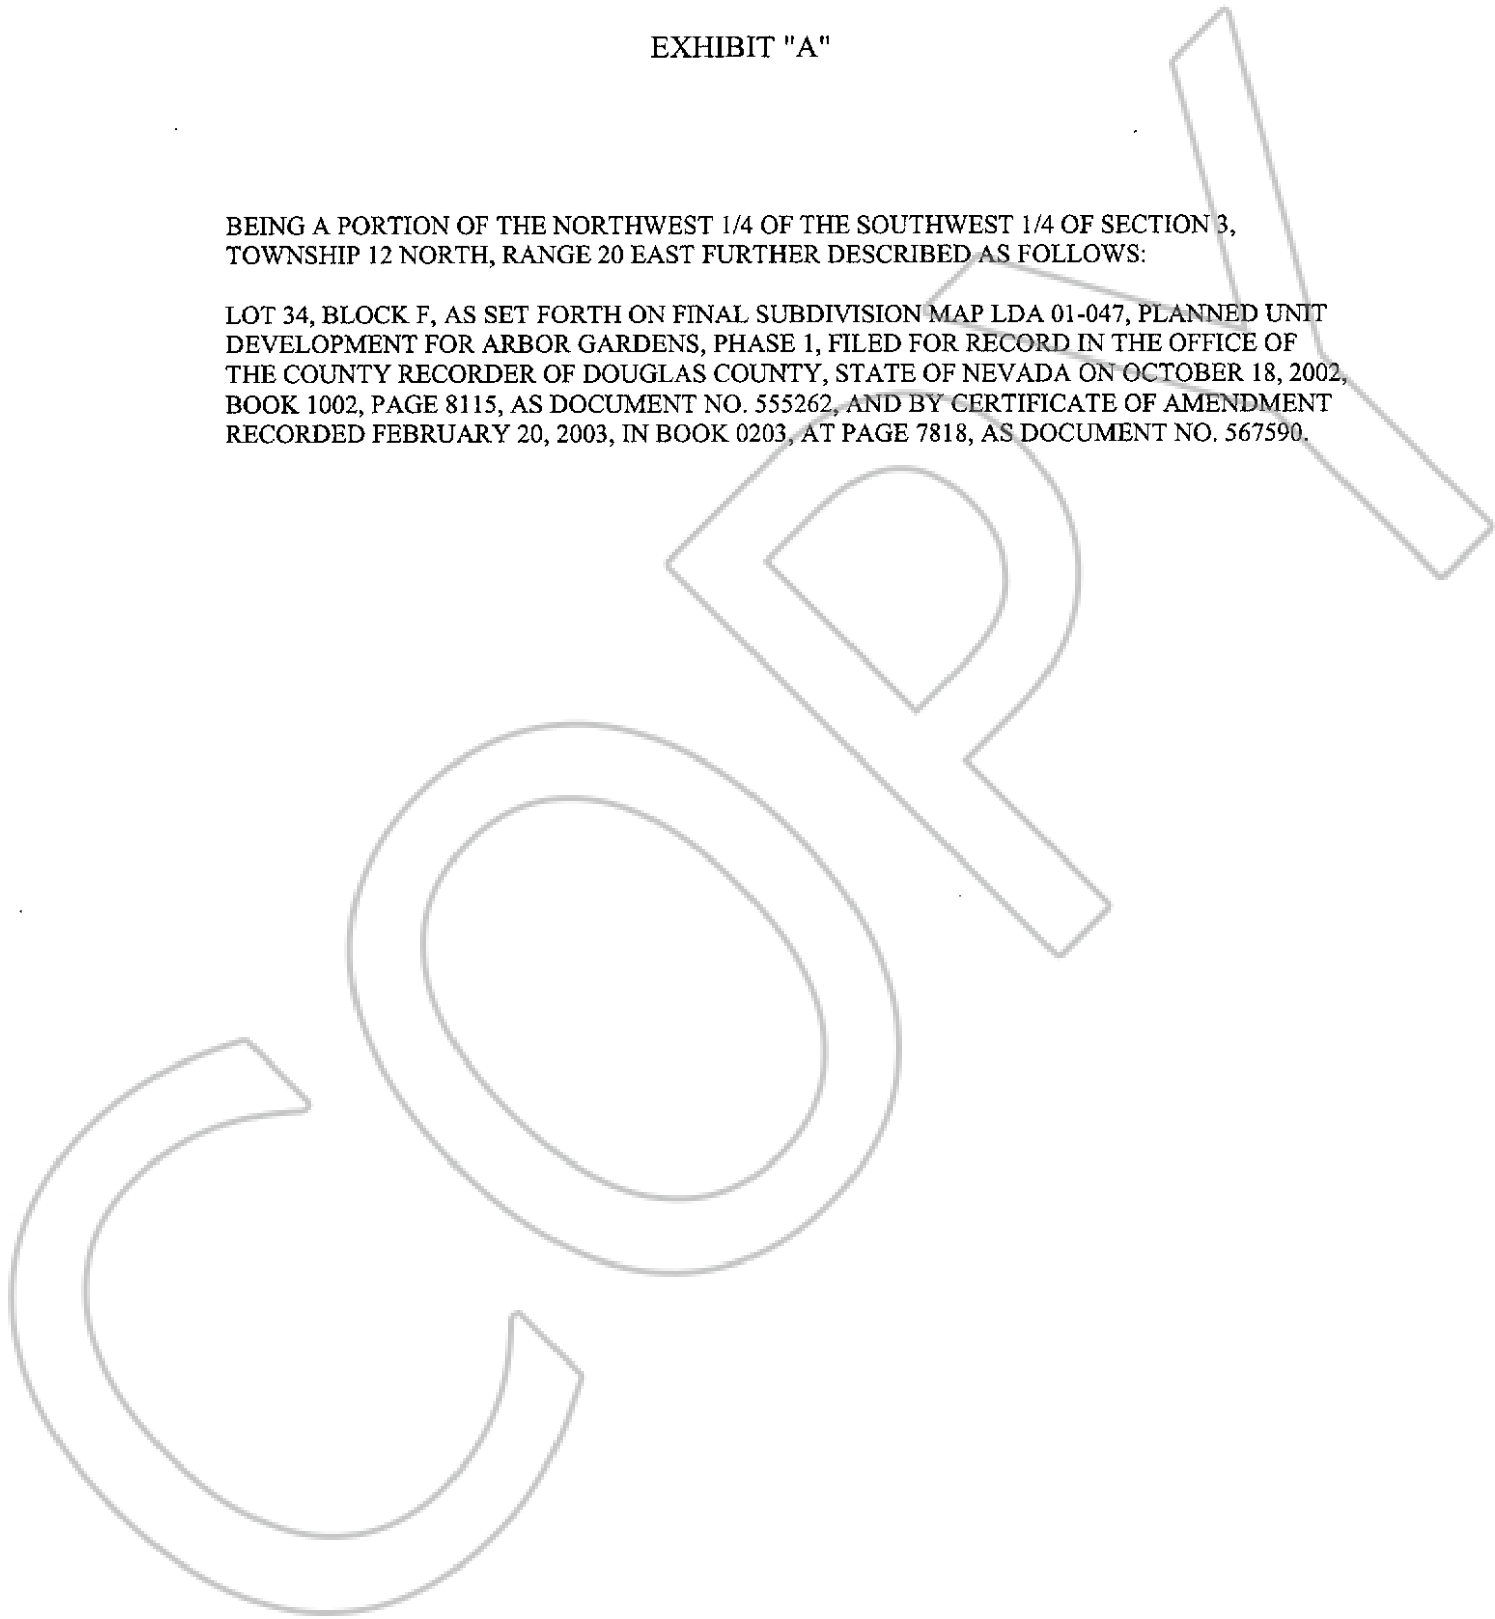 EXHIBIT "A"
BEING A PORTION OF THE NORTHWEST 1/4 OF THE SOUTHWEST 1/4 OF SECTION 3,
TOWNSHIP 12 NORTH, RANGE 20 EAST FURTHER DESCRIBED AS FOLLOWS:
LOT 34, BLOCK F, AS SET FORTH ON FINAL SUBDIVISION MAP LDA 01-047, PLANNED UNIT
DEVELOPMENT FOR ARBOR GARDENS, PHASE 1, FILED FOR RECORD IN THE OFFICE OF
THE COUNTY RECORDER OF DOUGLAS COUNTY, STATE OF NEVADA ON OCTOBER 18, 2002,
BOOK 1002, PAGE 8115, AS DOCUMENT NO. 555262, AND BY CERTIFICATE OF AMENDMENT
RECORDED FEBRUARY 20, 2003, IN BOOK 0203, AT PAGE 7818, AS DOCUMENT NO. 567590.
COPY